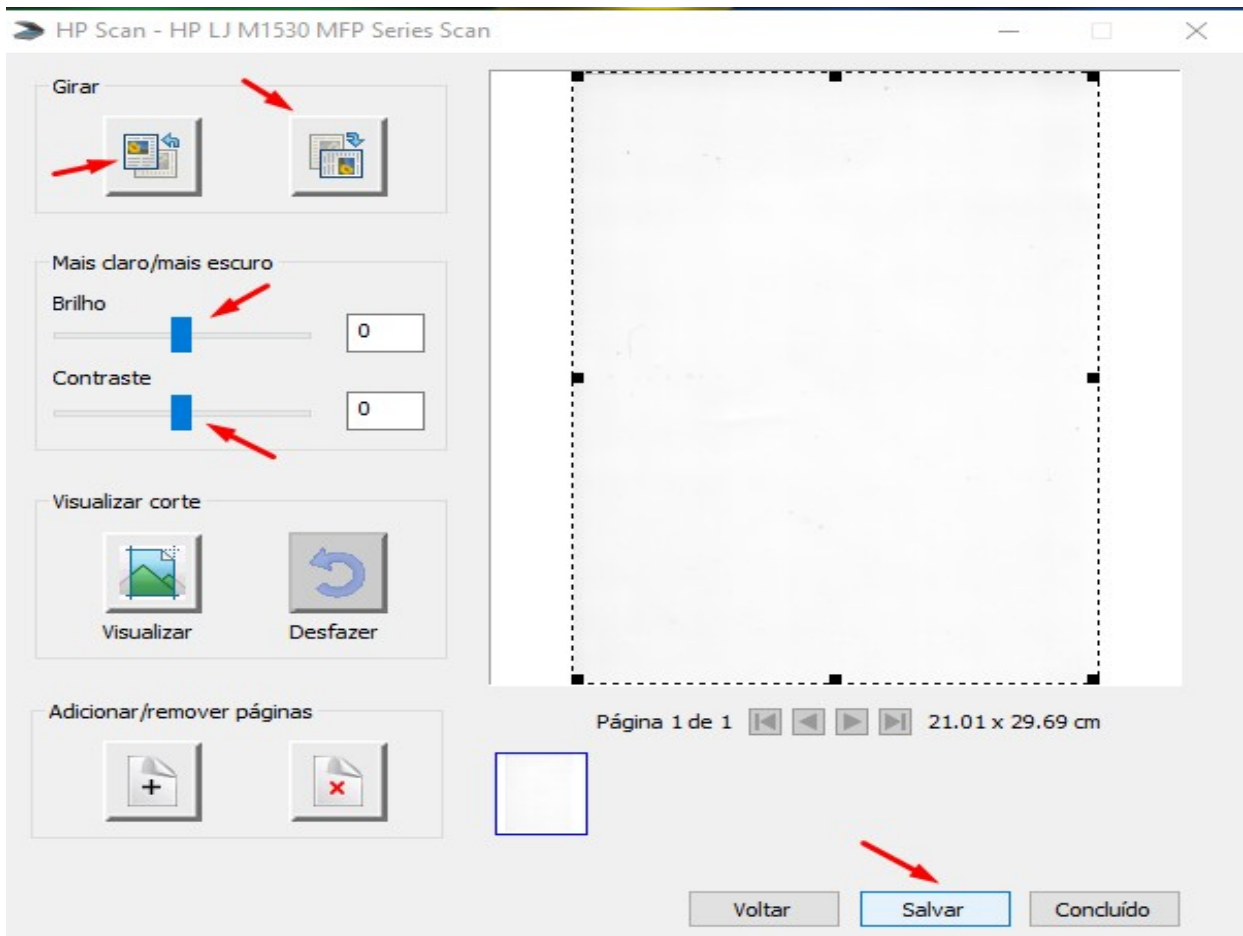 HP Scan - HP LJ M1530 MFP Series Scan
Girar
Mais claro/mais escuro
Brilho
0
Contraste
0
Visualizar corte
Visualizar
Desfazer
Adicionar/remover páginas
Página 1 de 1
21.01 x 29.69 cm
Voltar
Salvar
Concluído